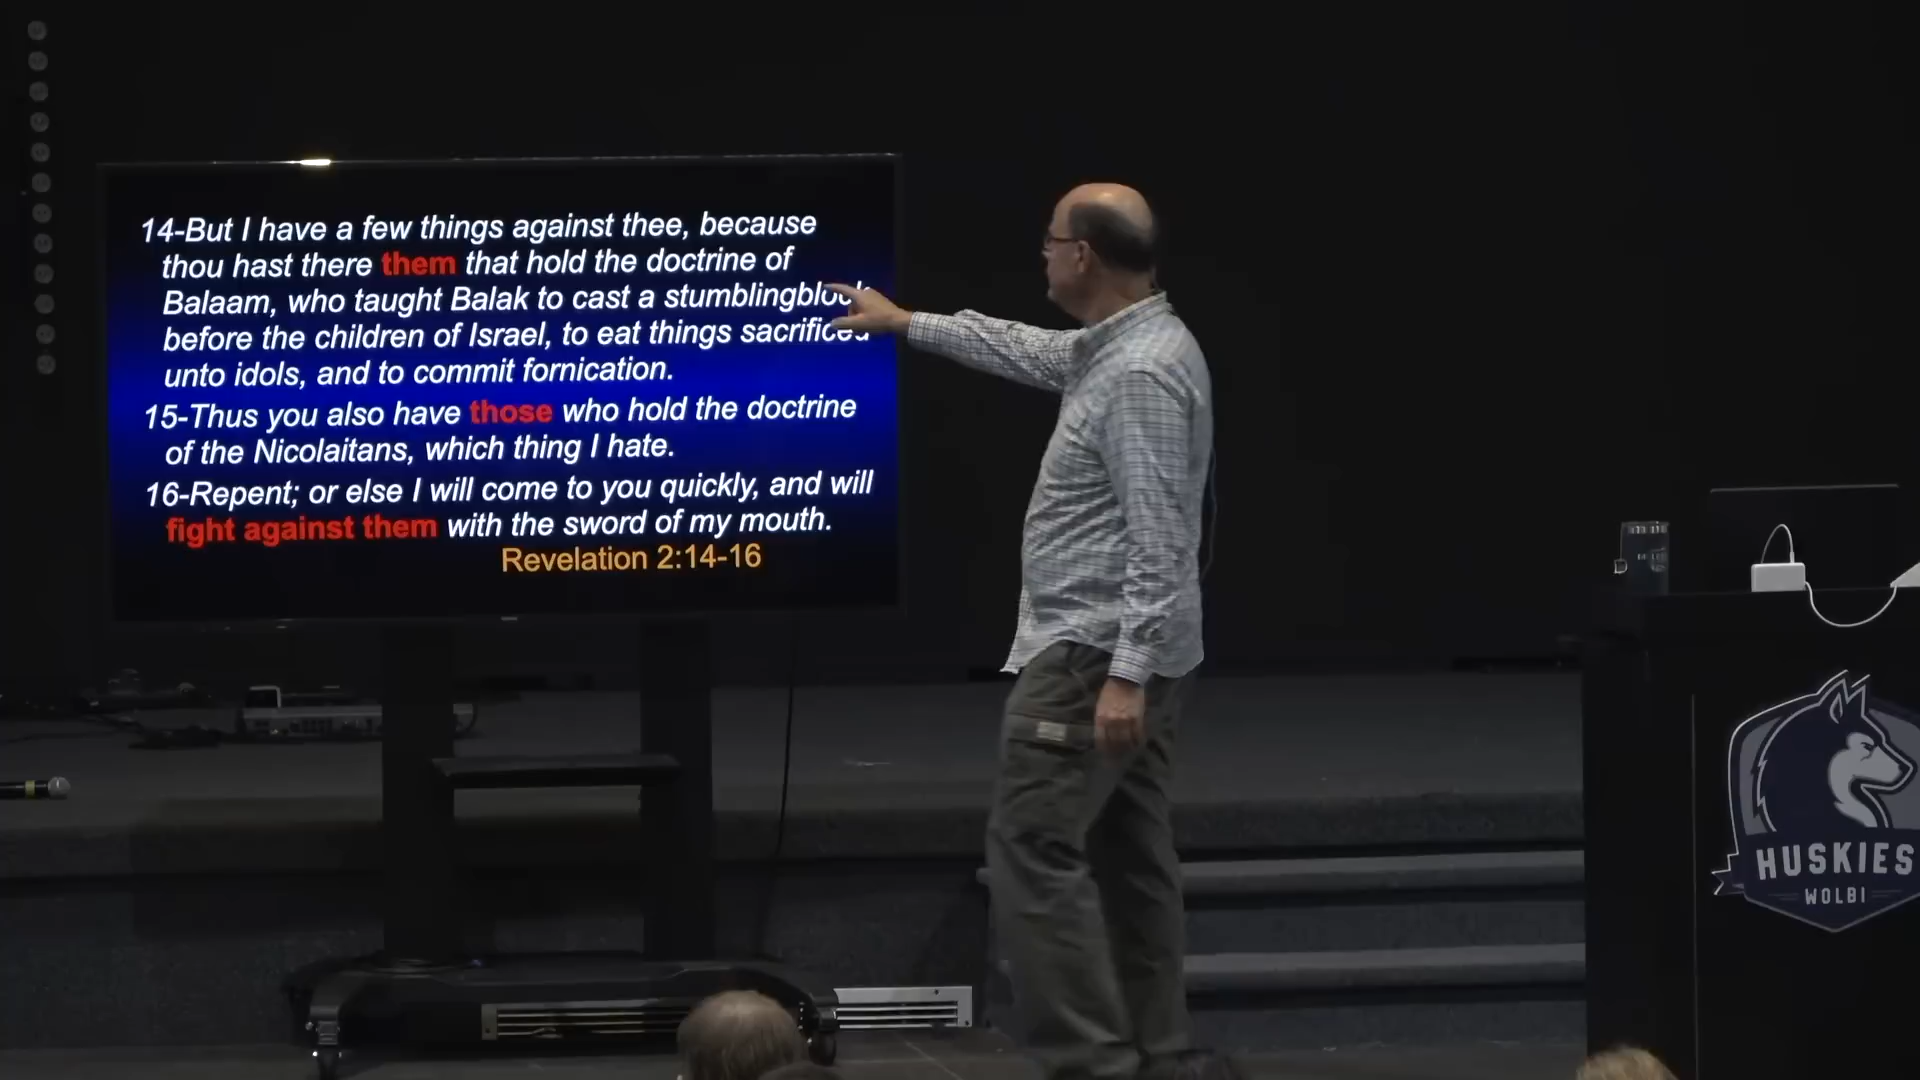 14-But I have a few things against thee, because
thou hast there them that hold the doctrine of
Balaam, who taught Balak to cast a stumblingblock
before the children of Israel, to eat things sacrificed
unto idols, and to commit fornication.
15-Thus you also have those who hold the doctrine
of the Nicolaitans, which thing I hate.
16-Repent; or else I will come to you quickly, and will
fight against them with the sword of my mouth.
Revelation 2:14-16
HUSKIES
WOLBI